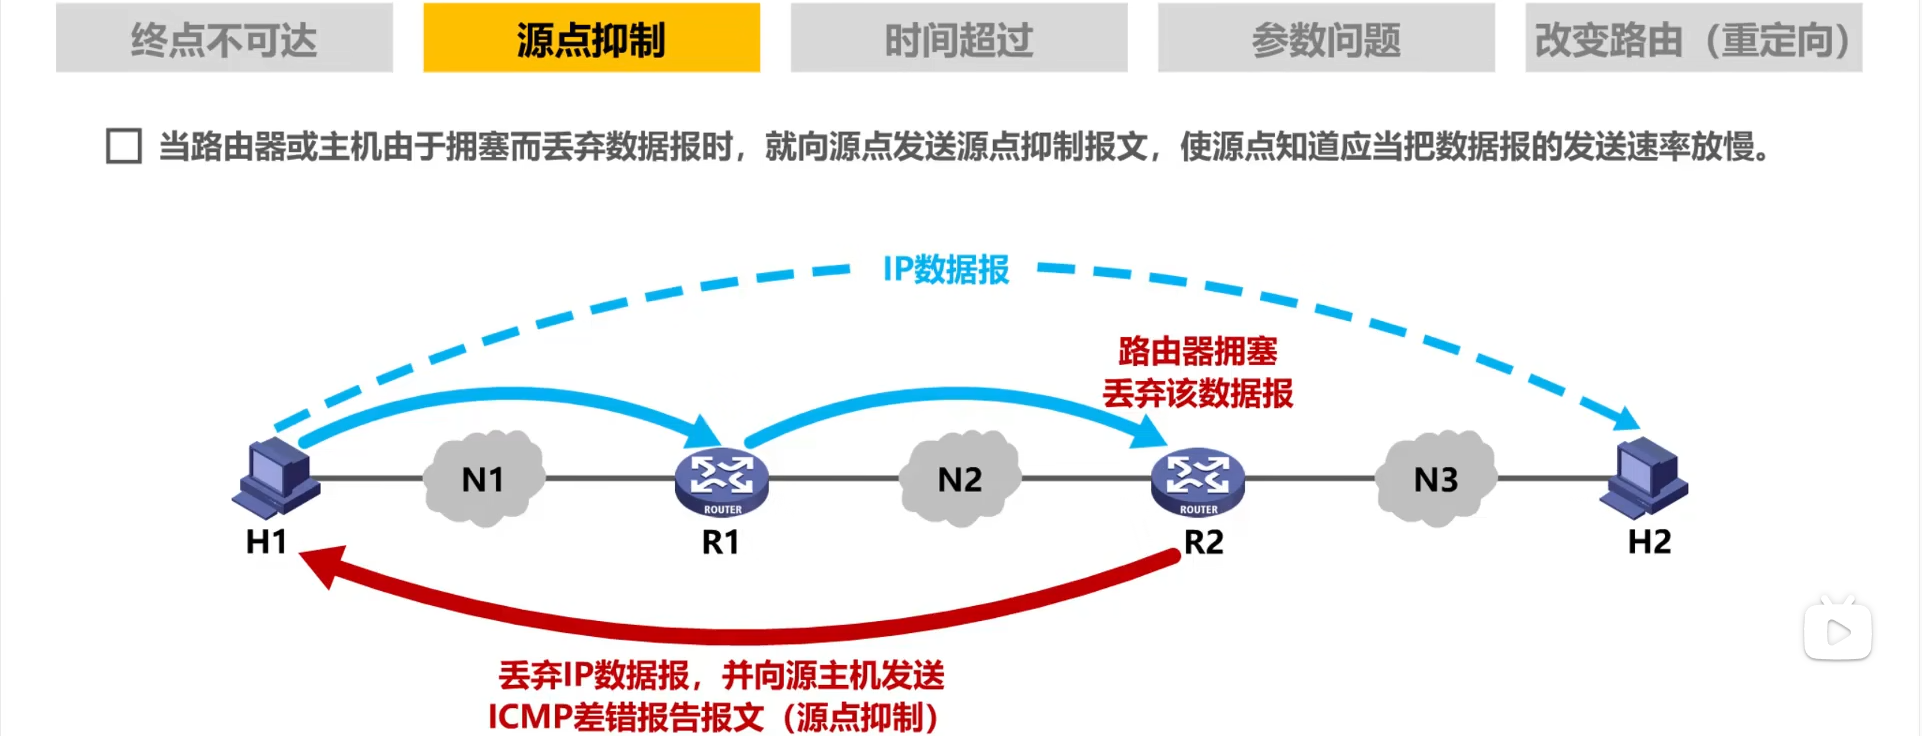 终点不可达
源点抑制
时间超过
参数问题
改变路由（重定向）
当路由器或主机由于拥塞而丢弃数据报时，就向源点发送源点抑制报文，使源点知道应当把数据报的发送速率放慢。
IP数据报
路由器拥塞
丢弃该数据报
N1
N2
N3
ROUTER
ROUTER
H1
R1
R2
H2
丢弃IP数据报，并向源主机发送
ICMP差错报告报文（源点抑制）